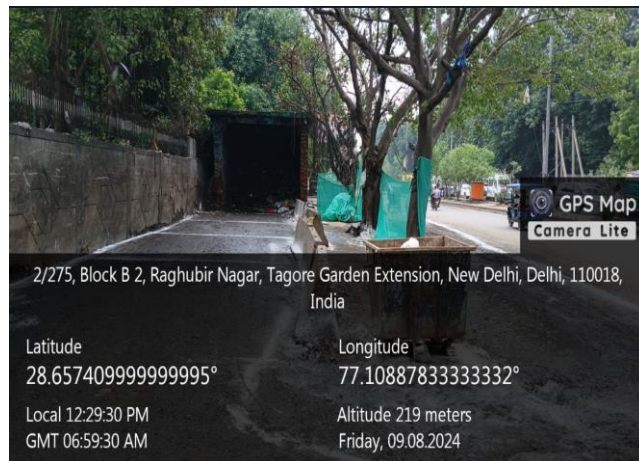 GPS Map
Camera Lite
2/275, Block B 2, Raghubir Nagar, Tagore Garden Extension, New Delhi, Delhi, 110018,
India
Latitude
28.657409999999995°
Longitude
77.10887833333332°
Local 12:29:30 PM
GMT 06:59:30 AM
Altitude 219 meters
Friday, 09.08.2024